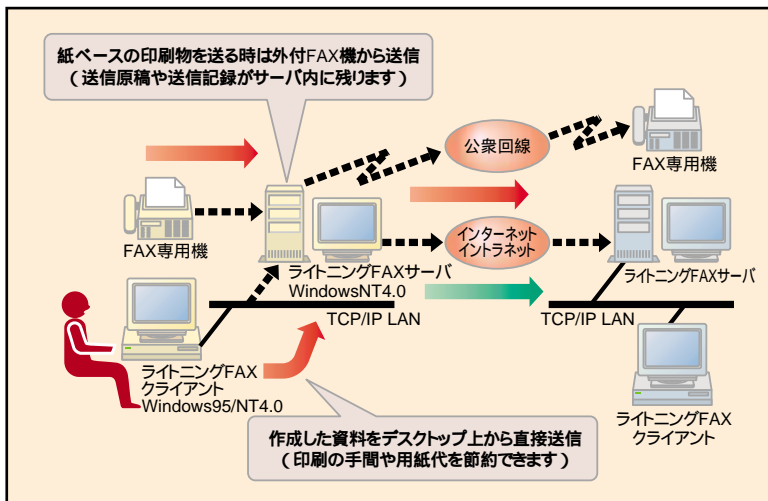 紙ベースの印刷物を送る時は外付FAX機から送信
(送信原稿や送信記録がサーバ内に残ります)
公衆回線
FAX専用機
FAX専用機
インターネット
イントラネット
ライトニングFAXサーバ
WindowsNT4.0
ライトニングFAXサーバ
TCP/IP LAN
TCP/IP LAN
ライトニングFAX
クライアント
Windows95/NT4.0
ライトニングFAX
クライアント
作成した資料をデスクトップ上から直接送信
(印刷の手間や用紙代を節約できます)